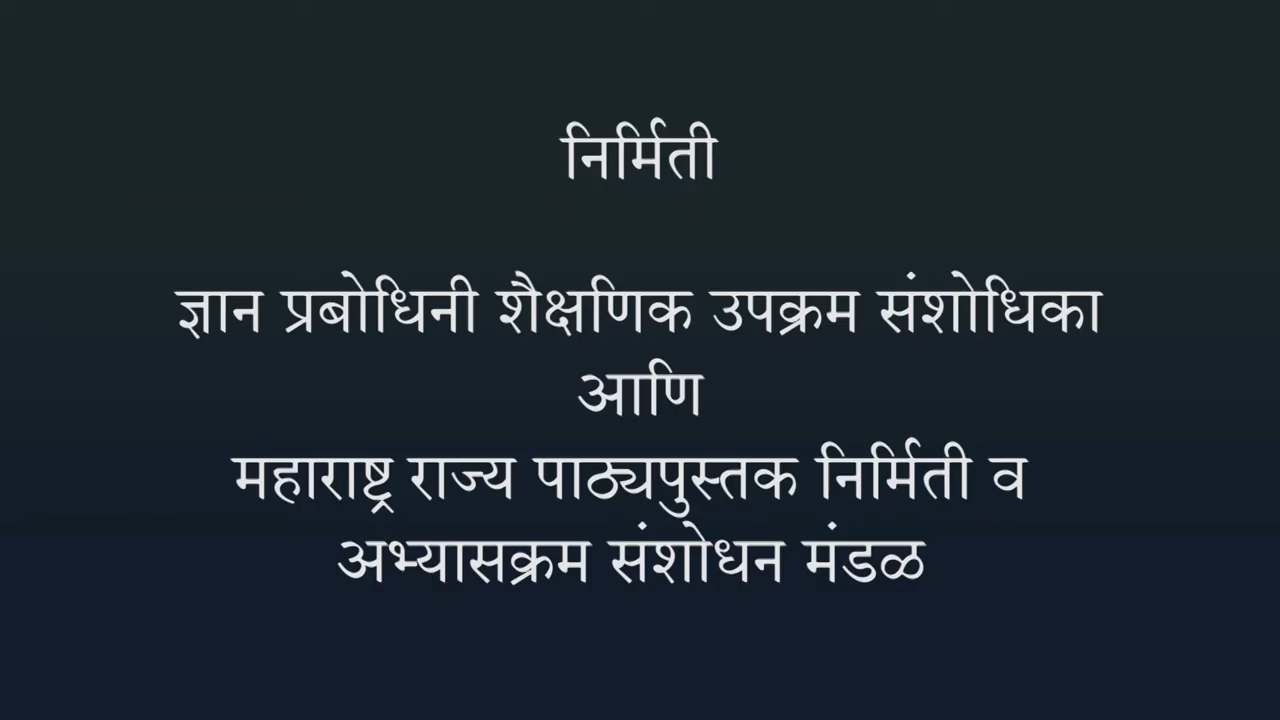 निर्मिती
ज्ञान प्रबोधिनी शैक्षणिक उपक्रम संशोधिका
आणि
महाराष्ट्र राज्य पाठ्यपुस्तक निर्मिती व
अभ्यासक्रम संशोधन मंडळ